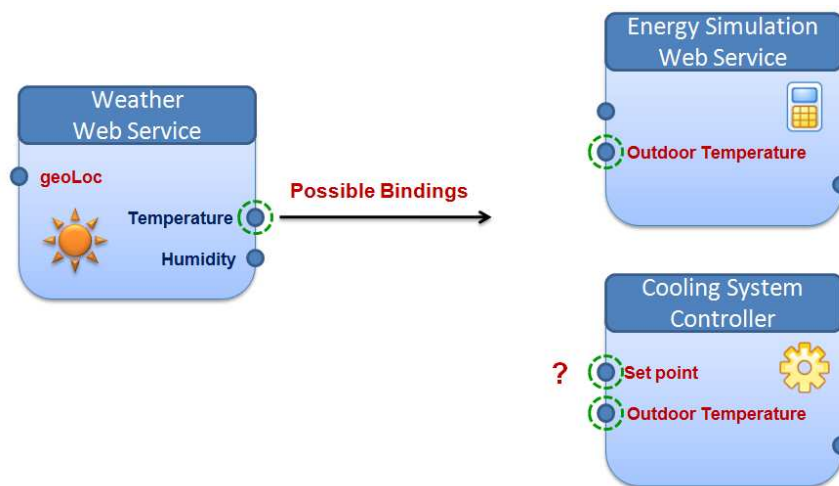 Weather
Web Service
geoLoc
Temperature
Humidity
Possible Bindings
Energy Simulation
Web Service
Outdoor Temperature
Cooling System
Controller
?
Set point
Outdoor Temperature